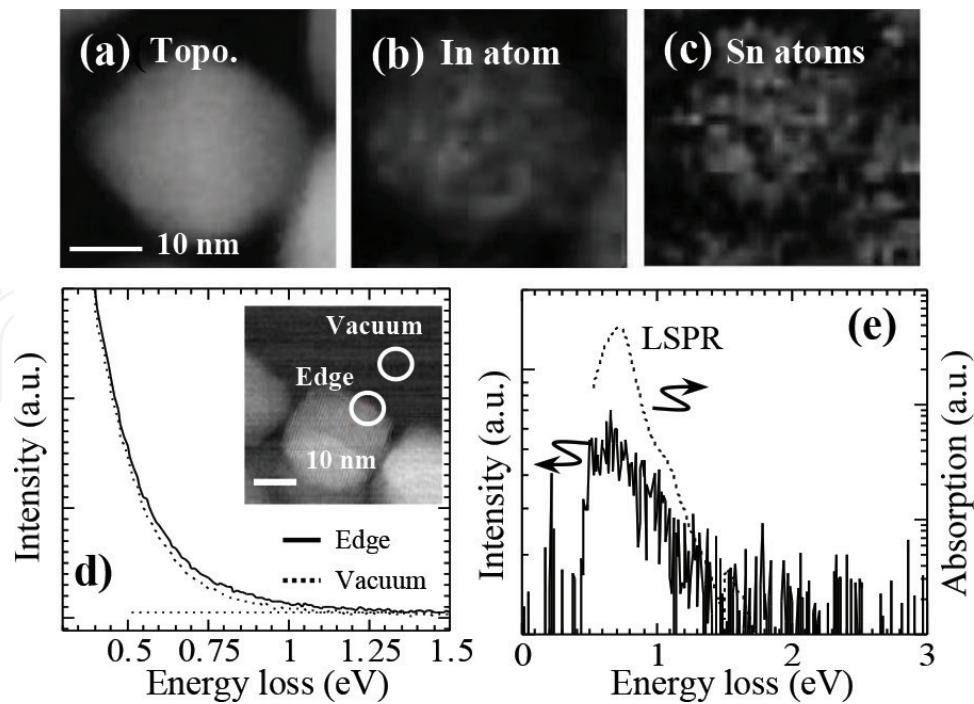 (a) Topo.
(b) In atom
(c) Sn atoms
10 nm
d)
Intensity (a.u.)
Vacuum
Edge
10 nm
Edge
Vacuum
0.5 0.75 1 1.25 1.5
Energy loss (eV)
(e)
LSPR
Intensity (a.u.)
Absorption (a.u.)
0 1 2 3
Energy loss (eV)